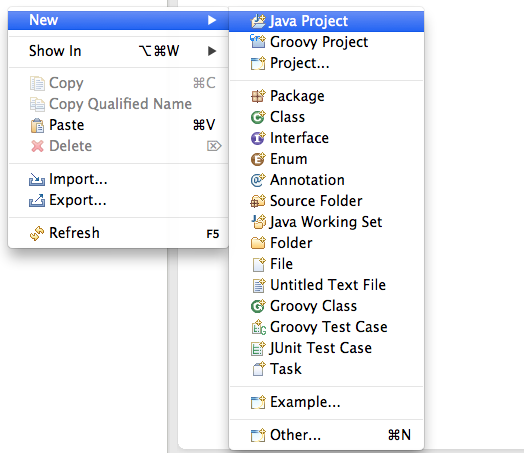 New
Show In ⌥⌘W
Copy ⌘C
Copy Qualified Name
Paste ⌘V
Delete ⌦
Import...
Export...
Refresh F5
Java Project
Groovy Project
Project...
Package
Class
Interface
Enum
Annotation
Source Folder
Java Working Set
Folder
File
Untitled Text File
Groovy Class
Groovy Test Case
JUnit Test Case
Task
Example...
Other... ⌘N